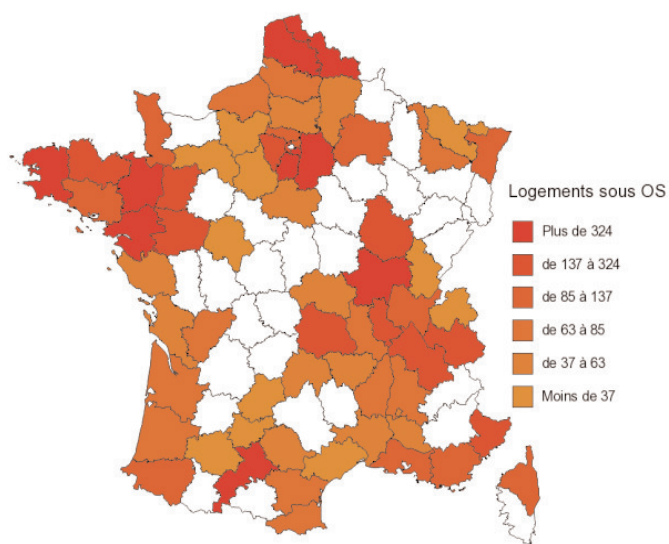 Logements sous OS
Plus de 324
de 137 à 324
de 85 à 137
de 63 à 85
de 37 à 63
Moins de 37